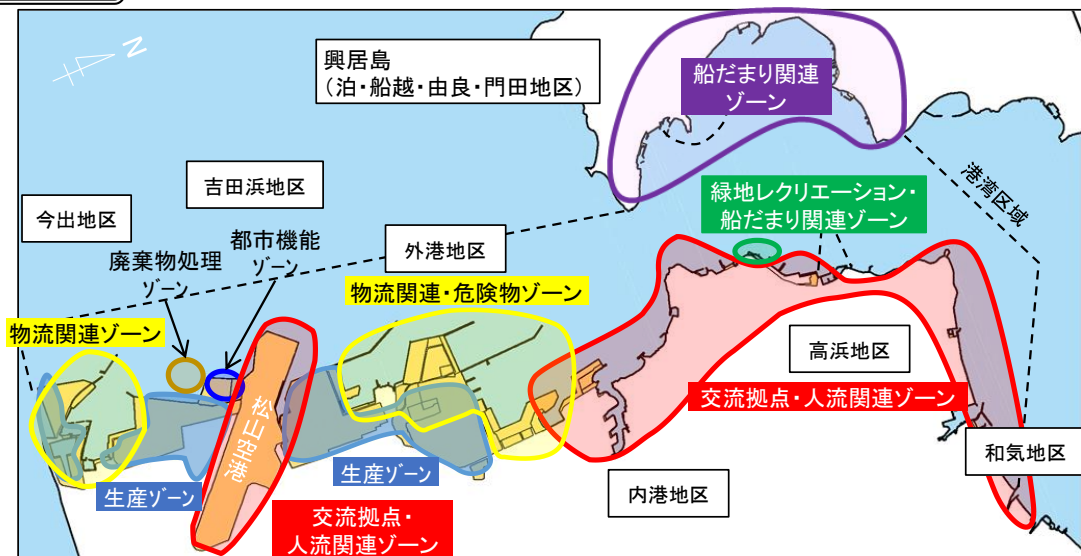 N
興居島
（泊・船越・由良・門田地区）
船だまり関連
ゾーン
港湾区域
吉田浜地区
緑地レクリエーション・
船だまり関連ゾーン
今出地区
都市機能
ゾーン
外港地区
廃棄物処理
ゾーン
物流関連・危険物ゾーン
物流関連ゾーン
高浜地区
交流拠点・人流関連ゾーン
松山空港
和気地区
生産ゾーン
生産ゾーン
内港地区
交流拠点・
人流関連ゾーン